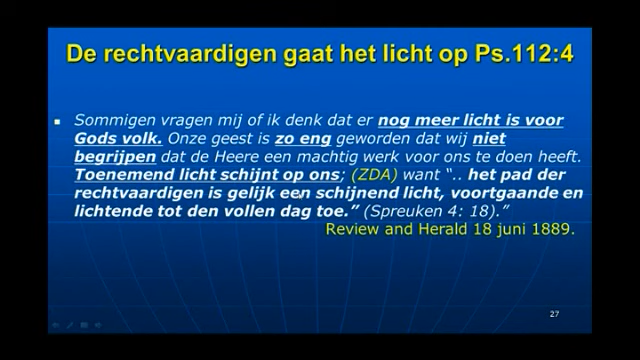 De rechtvaardigen gaat het licht op Ps.112:4
Sommigen vragen mij of ik denk dat er nog meer licht is voor
Gods volk. Onze geest is zo eng geworden dat wij niet
begrijpen dat de Heere een machtig werk voor ons te doen heeft.
Toenemend licht schijnt op ons; (ZDA) want “.. het pad der
rechtvaardigen is gelijk een schijnend licht, voortgaande en
lichtende tot den vollen dag toe.” (Spreuken 4: 18).”
Review and Herald 18 juni 1889.
27